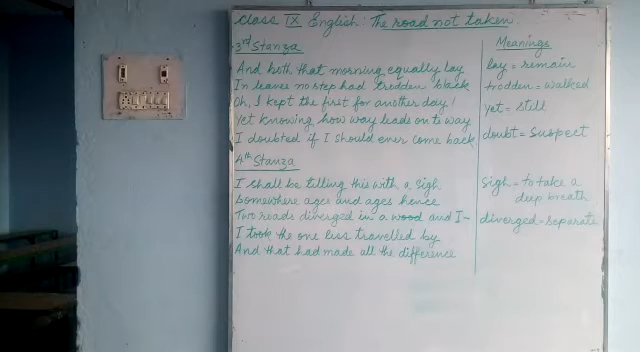 Class IX English: The road not taken
3rd Stanza
And both that morning equally lay
In leaves no step had trodden black
Oh, I kept the first for another day!
Yet knowing how way leads on to way
I doubted if I should ever come back
4th Stanza
I shall be telling this with a sigh
Somewhere ages and ages hence
Two roads diverged in a wood and I-
I took the one less travelled by
And that had made all the difference
Meanings
lay = remain
trodden = walked
yet = still
doubt = suspect
sigh = to take a
deep breath
diverged = separate